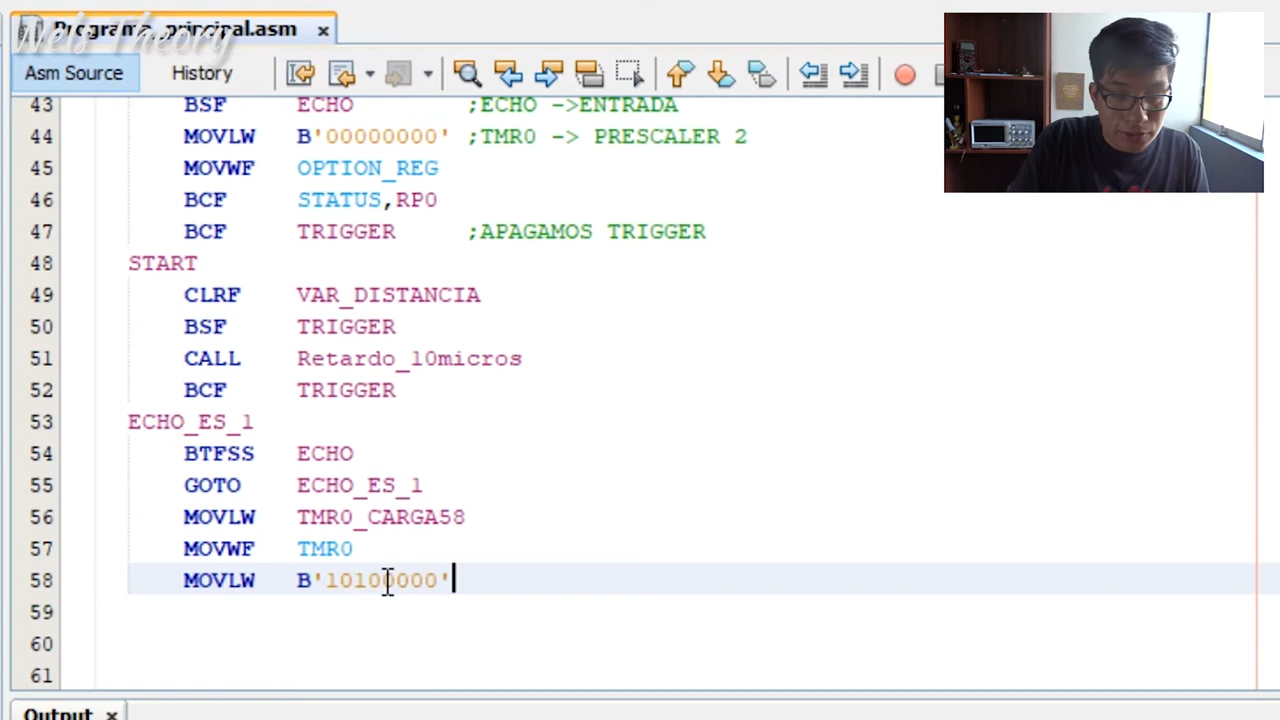 Programa_principal.asm
Wels Theory
Asm Source History
43 BSF ECHO ;ECHO ->ENTRADA
44 MOVLW B'00000000' ;TMR0 -> PRESCALER 2
45 MOVWF OPTION_REG
46 BCF STATUS,RP0
47 BCF TRIGGER ;APAGAMOS TRIGGER
48 START
49 CLRF VAR_DISTANCIA
50 BSF TRIGGER
51 CALL Retardo_10micros
52 BCF TRIGGER
53 ECHO_ES_1
54 BTFSS ECHO
55 GOTO ECHO_ES_1
56 MOVLW TMR0_CARGA58
57 MOVWF TMR0
58 MOVLW B'10100000'
59
60
61
Output